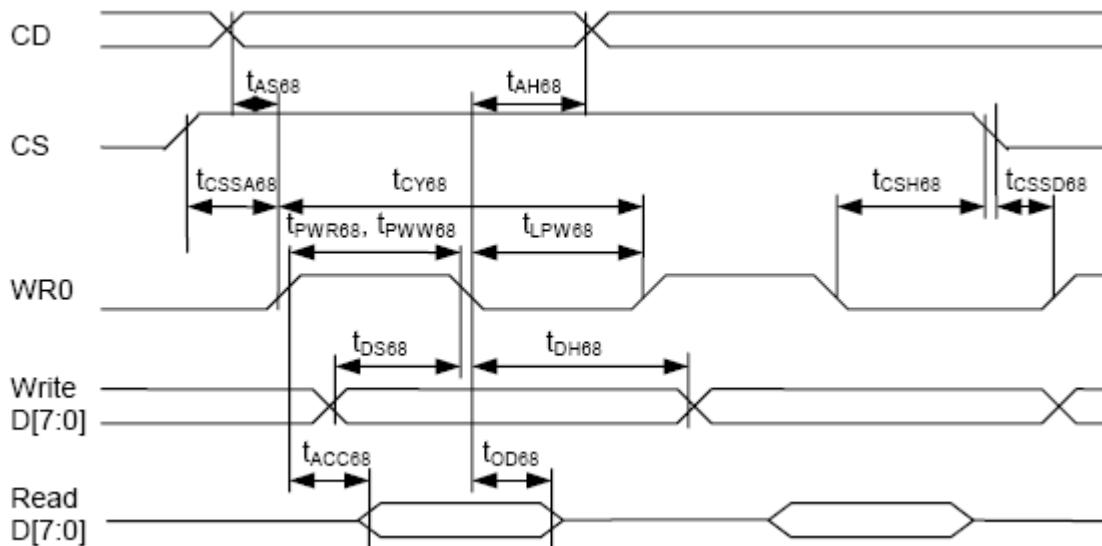 CD
tAS68
tAH68
CS
tCSSA68
tCY68
tCSH68
tCSSD68
tPWR68, tPWW68
tLPW68
WR0
tDS68
tDH68
Write
D[7:0]
tACC68
tOD68
Read
D[7:0]